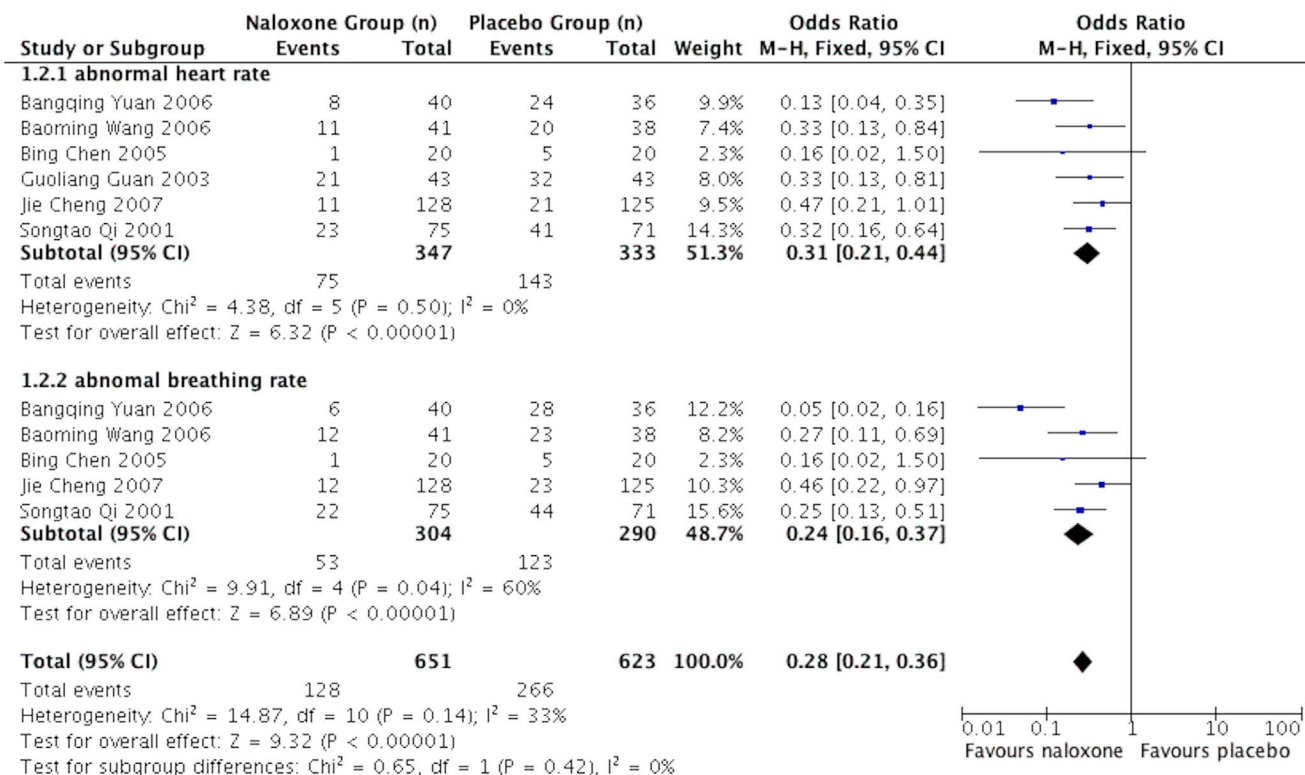 Naloxone Group (n) Placebo Group (n) Odds Ratio Odds Ratio
Study or Subgroup Events Total Events Total Weight M-H, Fixed, 95% CI M-H, Fixed, 95% CI
1.2.1 abnormal heart rate
Bangqing Yuan 2006 8 40 24 36 9.9% 0.13 [0.04, 0.35]
Baoming Wang 2006 11 41 20 38 7.4% 0.33 [0.13, 0.84]
Bing Chen 2005 1 20 5 20 2.3% 0.16 [0.02, 1.50]
Guoliang Guan 2003 21 43 32 43 8.0% 0.33 [0.13, 0.81]
Jie Cheng 2007 11 128 21 125 9.5% 0.47 [0.21, 1.01]
Songtao Qi 2001 23 75 41 71 14.3% 0.32 [0.16, 0.64]
Subtotal (95% CI) 347 333 51.3% 0.31 [0.21, 0.44]
Total events 75 143
Heterogeneity: Chi² = 4.38, df = 5 (P = 0.50); I² = 0%
Test for overall effect: Z = 6.32 (P < 0.00001)
1.2.2 abnomal breathing rate
Bangqing Yuan 2006 6 40 28 36 12.2% 0.05 [0.02, 0.16]
Baoming Wang 2006 12 41 23 38 8.2% 0.27 [0.11, 0.69]
Bing Chen 2005 1 20 5 20 2.3% 0.16 [0.02, 1.50]
Jie Cheng 2007 12 128 23 125 10.3% 0.46 [0.22, 0.97]
Songtao Qi 2001 22 75 44 71 15.6% 0.25 [0.13, 0.51]
Subtotal (95% CI) 304 290 48.7% 0.24 [0.16, 0.37]
Total events 53 123
Heterogeneity: Chi² = 9.91, df = 4 (P = 0.04); I² = 60%
Test for overall effect: Z = 6.89 (P < 0.00001)
Total (95% CI) 651 623 100.0% 0.28 [0.21, 0.36]
Total events 128 266
Heterogeneity: Chi² = 14.87, df = 10 (P = 0.14); I² = 33%
Test for overall effect: Z = 9.32 (P < 0.00001)
Test for subgroup differences: Chi² = 0.65, df = 1 (P = 0.42), I² = 0%
0.01 0.1 1 10 100
Favours naloxone Favours placebo